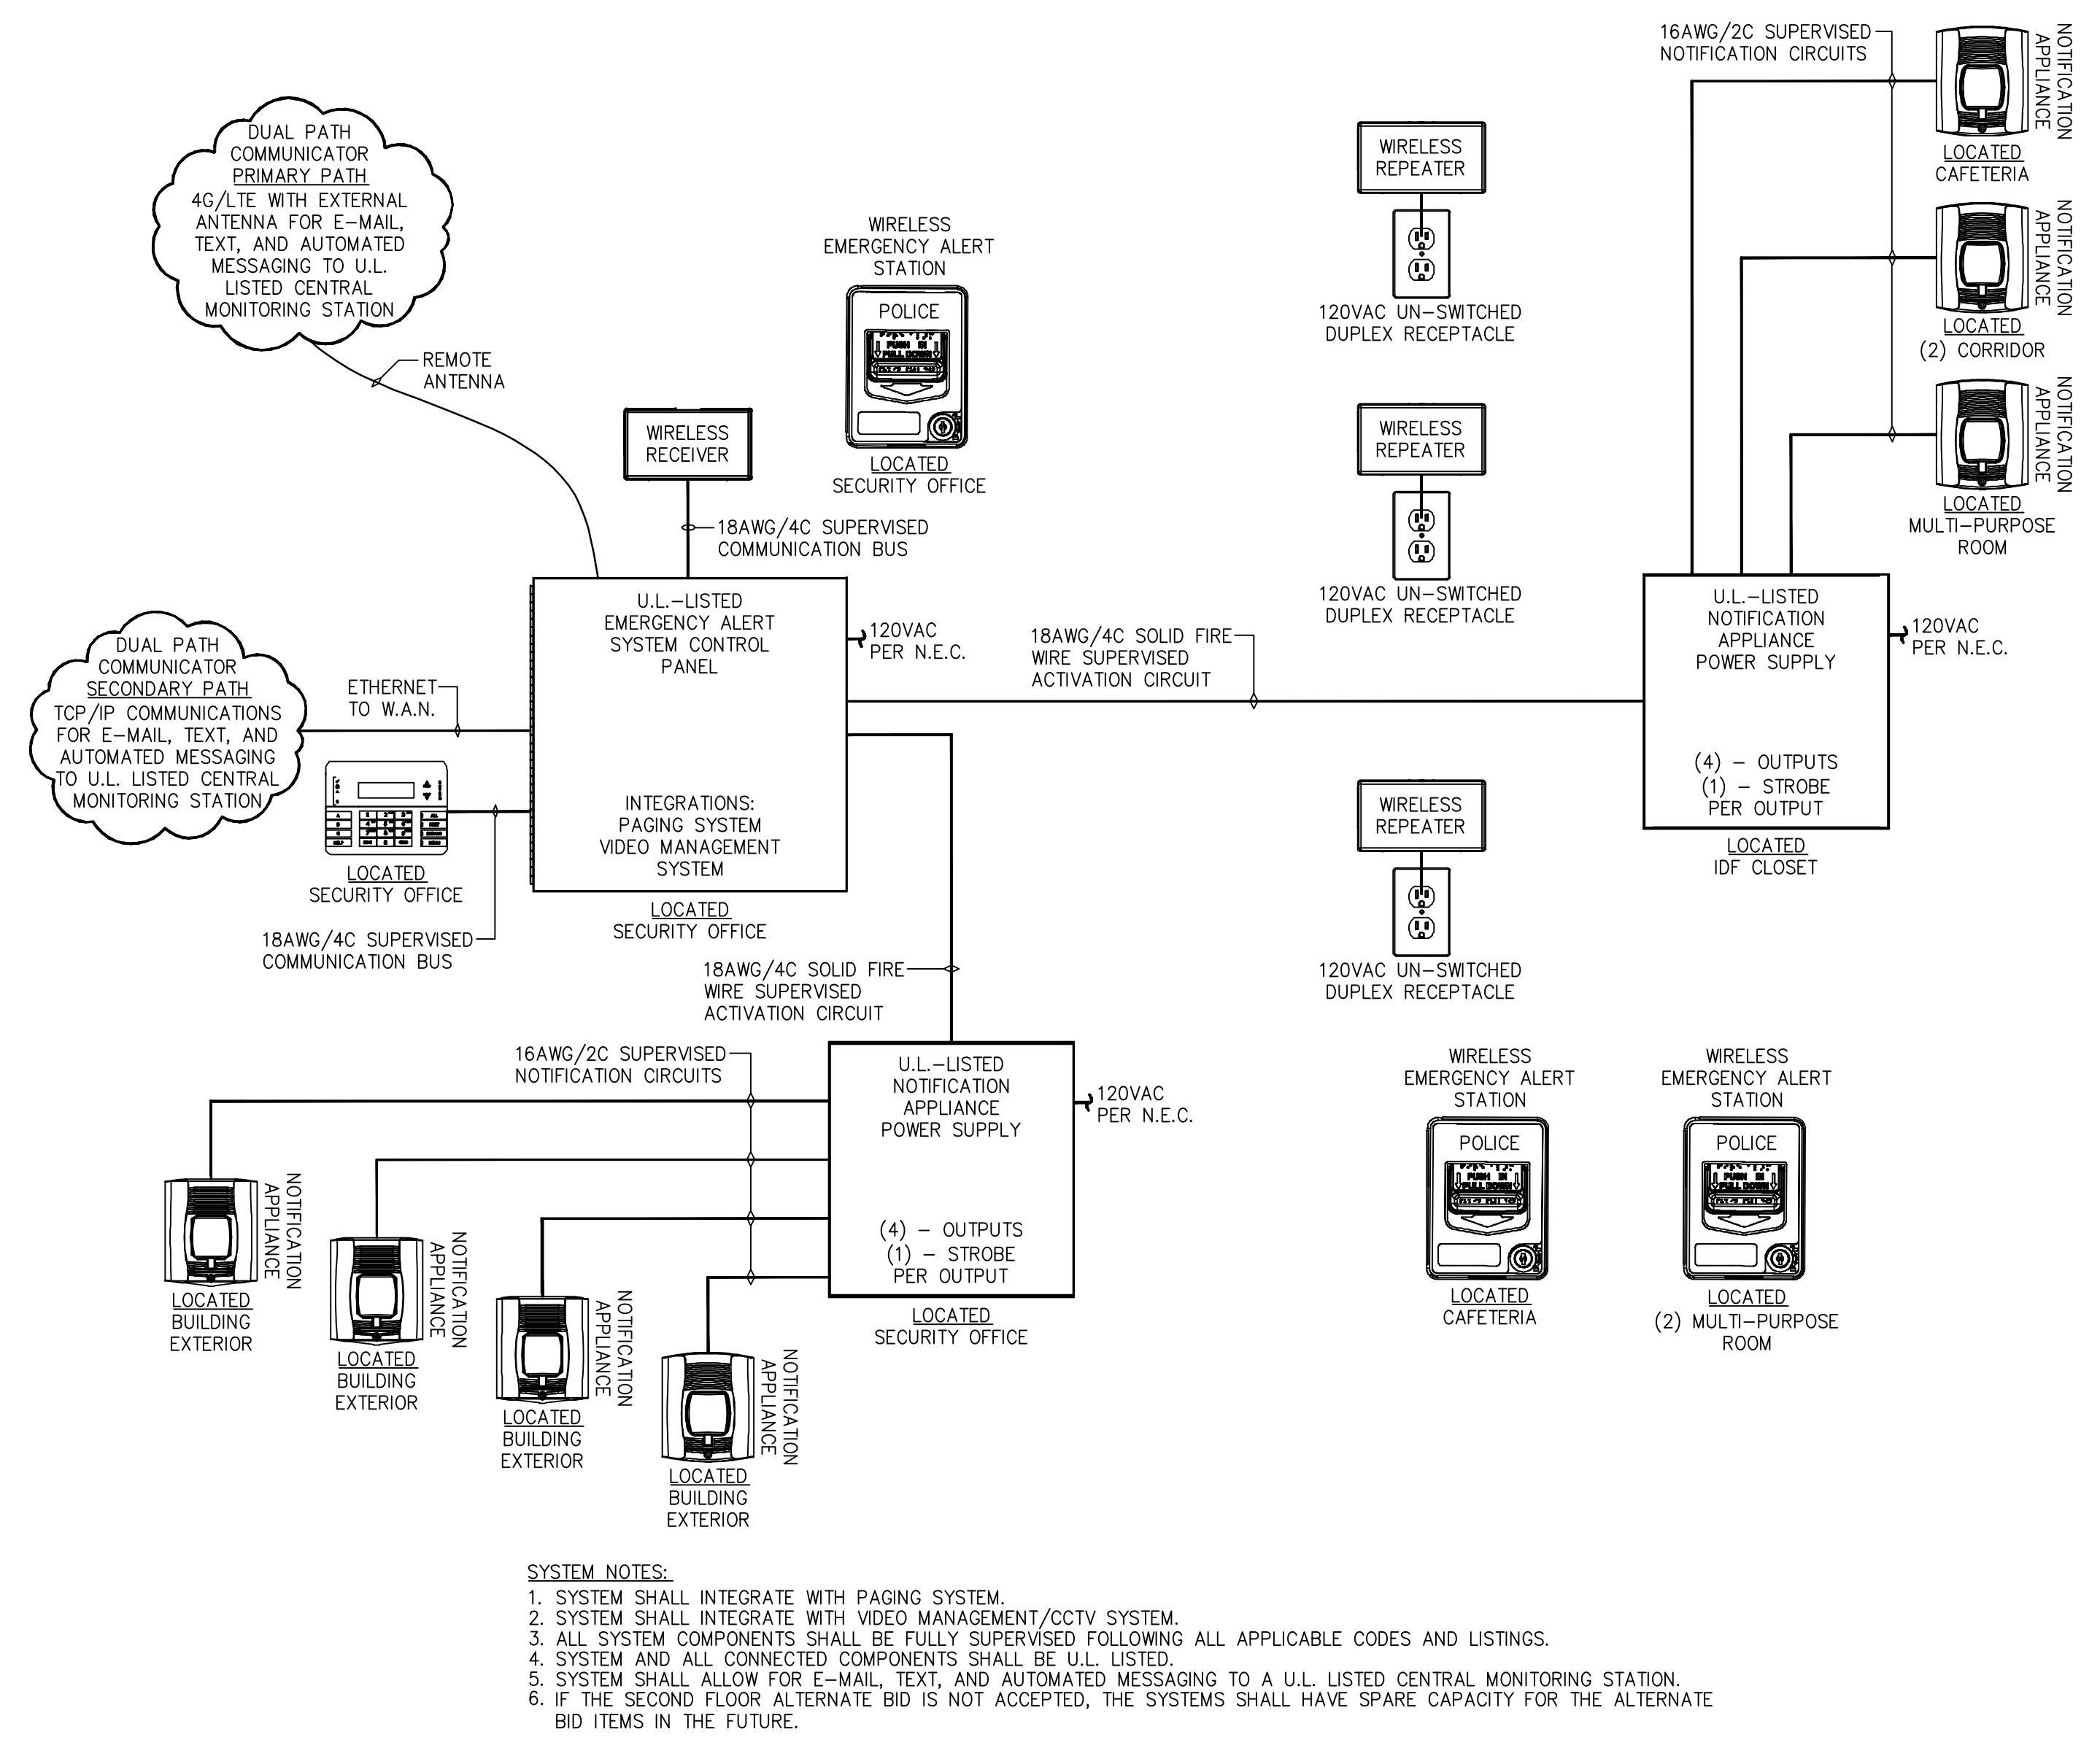 16AWG/2C SUPERVISED
NOTIFICATION CIRCUITS
NOTIFICATION
APPLIANCE
LOCATED
CAFETERIA
NOTIFICATION
APPLIANCE
LOCATED
(2) CORRIDOR
NOTIFICATION
APPLIANCE
LOCATED
MULTI-PURPOSE
ROOM
DUAL PATH
COMMUNICATOR
PRIMARY PATH
4G/LTE WITH EXTERNAL
ANTENNA FOR E-MAIL,
TEXT, AND AUTOMATED
MESSAGING TO U.L.
LISTED CENTRAL
MONITORING STATION
REMOTE
ANTENNA
WIRELESS
EMERGENCY ALERT
STATION
POLICE
PUSH IN
PULL DOWN
LOCATED
SECURITY OFFICE
WIRELESS
RECEIVER
18AWG/4C SUPERVISED
COMMUNICATION BUS
WIRELESS
REPEATER
120VAC UN-SWITCHED
DUPLEX RECEPTACLE
WIRELESS
REPEATER
120VAC UN-SWITCHED
DUPLEX RECEPTACLE
WIRELESS
REPEATER
120VAC UN-SWITCHED
DUPLEX RECEPTACLE
DUAL PATH
COMMUNICATOR
SECONDARY PATH
TCP/IP COMMUNICATIONS
FOR E-MAIL, TEXT, AND
AUTOMATED MESSAGING
TO U.L. LISTED CENTRAL
MONITORING STATION
ETHERNET
TO W.A.N.
LOCATED
SECURITY OFFICE
18AWG/4C SUPERVISED
COMMUNICATION BUS
U.L.-LISTED
EMERGENCY ALERT
SYSTEM CONTROL
PANEL
INTEGRATIONS:
PAGING SYSTEM
VIDEO MANAGEMENT
SYSTEM
LOCATED
SECURITY OFFICE
120VAC
PER N.E.C.
18AWG/4C SOLID FIRE
WIRE SUPERVISED
ACTIVATION CIRCUIT
U.L.-LISTED
NOTIFICATION
APPLIANCE
POWER SUPPLY
(4) - OUTPUTS
(1) - STROBE
PER OUTPUT
LOCATED
IDF CLOSET
120VAC
PER N.E.C.
18AWG/4C SOLID FIRE
WIRE SUPERVISED
ACTIVATION CIRCUIT
16AWG/2C SUPERVISED
NOTIFICATION CIRCUITS
U.L.-LISTED
NOTIFICATION
APPLIANCE
POWER SUPPLY
(4) - OUTPUTS
(1) - STROBE
PER OUTPUT
LOCATED
SECURITY OFFICE
120VAC
PER N.E.C.
NOTIFICATION
APPLIANCE
LOCATED
BUILDING
EXTERIOR
NOTIFICATION
APPLIANCE
LOCATED
BUILDING
EXTERIOR
NOTIFICATION
APPLIANCE
LOCATED
BUILDING
EXTERIOR
NOTIFICATION
APPLIANCE
LOCATED
BUILDING
EXTERIOR
WIRELESS
EMERGENCY ALERT
STATION
POLICE
PUSH IN
PULL DOWN
LOCATED
CAFETERIA
WIRELESS
EMERGENCY ALERT
STATION
POLICE
PUSH IN
PULL DOWN
LOCATED
(2) MULTI-PURPOSE
ROOM
SYSTEM NOTES:
1. SYSTEM SHALL INTEGRATE WITH PAGING SYSTEM.
2. SYSTEM SHALL INTEGRATE WITH VIDEO MANAGEMENT/CCTV SYSTEM.
3. ALL SYSTEM COMPONENTS SHALL BE FULLY SUPERVISED FOLLOWING ALL APPLICABLE CODES AND LISTINGS.
4. SYSTEM AND ALL CONNECTED COMPONENTS SHALL BE U.L. LISTED.
5. SYSTEM SHALL ALLOW FOR E-MAIL, TEXT, AND AUTOMATED MESSAGING TO A U.L. LISTED CENTRAL MONITORING STATION.
6. IF THE SECOND FLOOR ALTERNATE BID IS NOT ACCEPTED, THE SYSTEMS SHALL HAVE SPARE CAPACITY FOR THE ALTERNATE
BID ITEMS IN THE FUTURE.